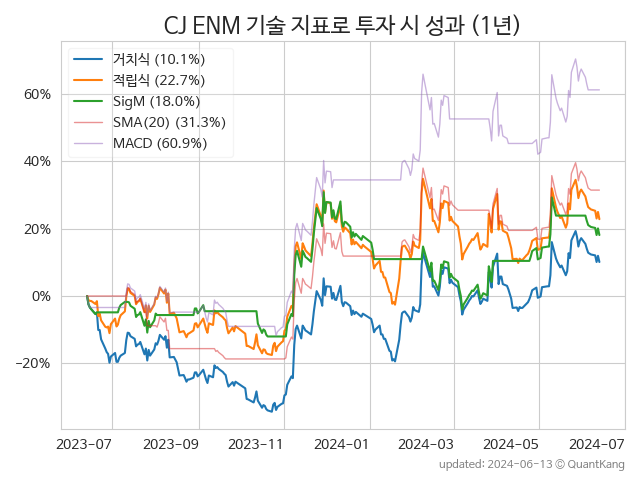 CJ ENM 기술 지표로 투자 시 성과 (1년)
거치식 (10.1%)
적립식 (22.7%)
SigM (18.0%)
SMA(20) (31.3%)
MACD (60.9%)
60%
40%
20%
0%
−20%
2023-07 2023-09 2023-11 2024-01 2024-03 2024-05 2024-07
updated: 2024-06-13 © QuantKang